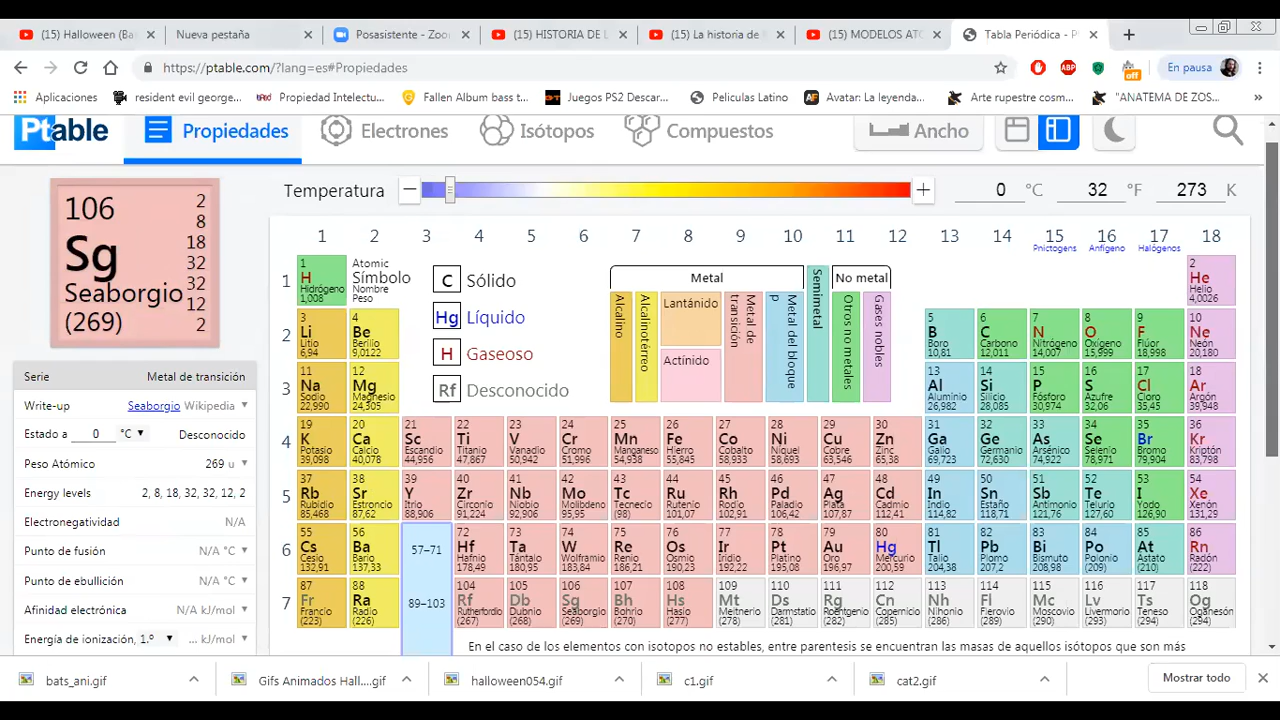 (15) Halloween (Ba
Nueva pestaña
Posasistente - Zoo
(15) HISTORIA DE L
(15) La historia de
(15) MODELOS ATÓ
Tabla Periódica - P
https://ptable.com/?lang=es#Propiedades
En pausa
Aplicaciones
resident evil george...
Propiedad Intelectu...
Fallen Album bass t...
Juegos PS2 Descar...
Peliculas Latino
Avatar: La leyenda...
Arte rupestre cosm...
"ANATEMA DE ZOS...
»
Ptable
Propiedades
Electrones
Isótopos
Compuestos
Ancho
106
Sg
Seaborgio
(269)
2
8
18
32
32
12
2
Temperatura
0 °C
32 °F
273 K
Serie Metal de transición
Write-up Seaborgio Wikipedia
Estado a 0 °C Desconocido
Peso Atómico 269 u
Energy levels 2, 8, 18, 32, 32, 12, 2
Electronegatividad N/A
Punto de fusión N/A °C
Punto de ebullición N/A °C
Afinidad electrónica N/A kJ/mol
Energía de ionización, 1.º ... kJ/mol
1 2 3 4 5 6 7 8 9 10 11 12 13 14 15 16 17 18
Pnictogens Anfígeno Halógenos
Atomic
Símbolo
Nombre
Peso
C Sólido
Hg Líquido
H Gaseoso
Rf Desconocido
Metal
No metal
Alcalino
Alcalinotérreo
Lantánido
Actínido
Metal de transición
Metal del bloque p
Semimetal
Otros no metales
Gases nobles
1
1 H Hidrógeno 1,008
2 He Helio 4,0026
2
3 Li Litio 6,94
4 Be Berilio 9,0122
5 B Boro 10,81
6 C Carbono 12,011
7 N Nitrógeno 14,007
8 O Oxígeno 15,999
9 F Flúor 18,998
10 Ne Neón 20,180
3
11 Na Sodio 22,990
12 Mg Magnesio 24,305
13 Al Aluminio 26,982
14 Si Silicio 28,085
15 P Fósforo 30,974
16 S Azufre 32,06
17 Cl Cloro 35,45
18 Ar Argón 39,948
4
19 K Potasio 39,098
20 Ca Calcio 40,078
21 Sc Escandio 44,956
22 Ti Titanio 47,867
23 V Vanadio 50,942
24 Cr Cromo 51,996
25 Mn Manganeso 54,938
26 Fe Hierro 55,845
27 Co Cobalto 58,933
28 Ni Níquel 58,693
29 Cu Cobre 63,546
30 Zn Zinc 65,38
31 Ga Galio 69,723
32 Ge Germanio 72,630
33 As Arsénico 74,922
34 Se Selenio 78,971
35 Br Bromo 79,904
36 Kr Kriptón 83,798
5
37 Rb Rubidio 85,468
38 Sr Estroncio 87,62
39 Y Itrio 88,906
40 Zr Circonio 91,224
41 Nb Niobio 92,906
42 Mo Molibdeno 95,95
43 Tc Tecnecio (98)
44 Ru Rutenio 101,07
45 Rh Rodio 102,91
46 Pd Paladio 106,42
47 Ag Plata 107,87
48 Cd Cadmio 112,41
49 In Indio 114,82
50 Sn Estaño 118,71
51 Sb Antimonio 121,76
52 Te Telurio 127,60
53 I Yodo 126,90
54 Xe Xenón 131,29
6
55 Cs Cesio 132,91
56 Ba Bario 137,33
57–71
72 Hf Hafnio 178,49
73 Ta Tántalo 180,95
74 W Wolframio 183,84
75 Re Renio 186,21
76 Os Osmio 190,23
77 Ir Iridio 192,22
78 Pt Platino 195,08
79 Au Oro 196,97
80 Hg Mercurio 200,59
81 Tl Talio 204,38
82 Pb Plomo 207,2
83 Bi Bismuto 208,98
84 Po Polonio (209)
85 At Astato (210)
86 Rn Radón (222)
7
87 Fr Francio (223)
88 Ra Radio (226)
89–103
104 Rf Rutherfordio (267)
105 Db Dubnio (268)
106 Sg Seaborgio (269)
107 Bh Bohrio (270)
108 Hs Hasio (277)
109 Mt Meitnerio (278)
110 Ds Darmstatio (281)
111 Rg Roentgenio (282)
112 Cn Copernicio (285)
113 Nh Nihonio (286)
114 Fl Flerovio (289)
115 Mc Moscovio (290)
116 Lv Livermorio (293)
117 Ts Teneso (294)
118 Og Oganesón (294)
En el caso de los elementos con isotopos no estables, entre parentesis se encuentran las masas de aquellos isótopos que son más
bats_ani.gif
Gifs Animados Hall....gif
halloween054.gif
c1.gif
cat2.gif
Mostrar todo